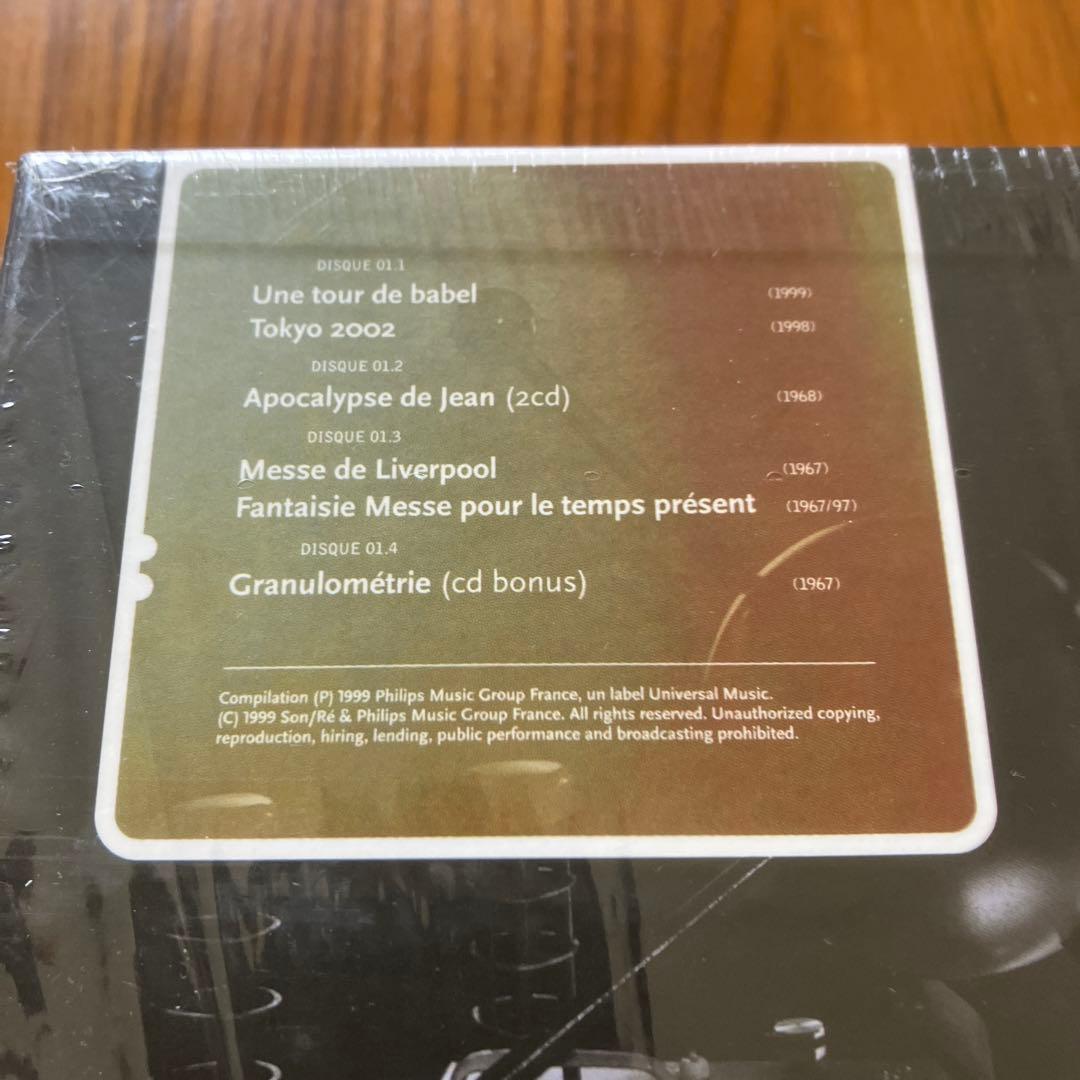 DISQUE 01.1
Une tour de babel (1999)
Tokyo 2002 (1998)
DISQUE 01.2
Apocalypse de Jean (2cd) (1968)
DISQUE 01.3
Messe de Liverpool (1967)
Fantaisie Messe pour le temps présent (1967/97)
DISQUE 01.4
Granulométrie (cd bonus) (1967)
Compilation (P) 1999 Philips Music Group France, un label Universal Music.
(C) 1999 Son/Ré & Philips Music Group France. All rights reserved. Unauthorized copying,
reproduction, hiring, lending, public performance and broadcasting prohibited.